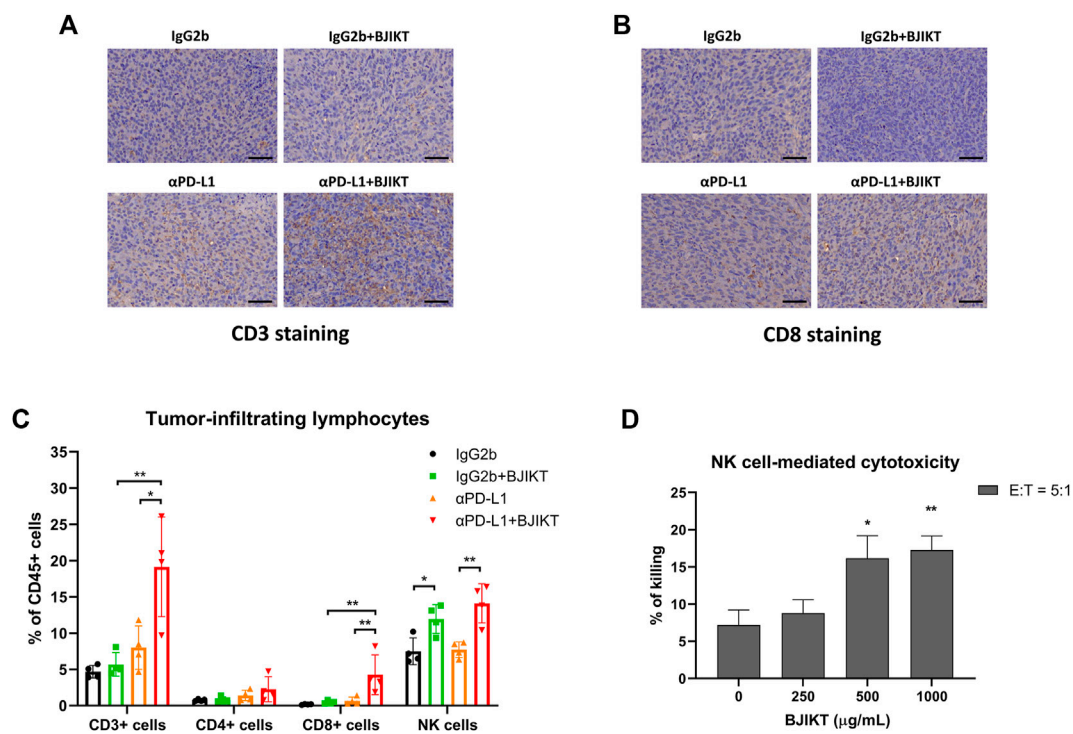 A
IgG2b
IgG2b+BJIKT
αPD-L1
αPD-L1+BJIKT
CD3 staining
B
IgG2b
IgG2b+BJIKT
αPD-L1
αPD-L1+BJIKT
CD8 staining
C
Tumor-infiltrating lymphocytes
% of CD45+ cells
35
30
25
20
15
10
5
0
**
*
**
**
*
**
IgG2b
IgG2b+BJIKT
αPD-L1
αPD-L1+BJIKT
CD3+ cells
CD4+ cells
CD8+ cells
NK cells
D
NK cell-mediated cytotoxicity
E:T = 5:1
% of killing
25
20
15
10
5
0
*
**
0
250
500
1000
BJIKT (μg/mL)